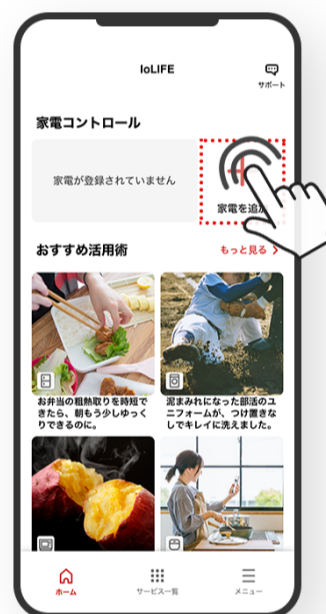 IoLIFE
サポート
家電コントロール
家電が登録されていません
家電を追加
おすすめ活用術
もっと見る
お弁当の粗熱取りを時短で
きたら、朝もう少しゆっく
りできるのに。
泥まみれになった部活のユ
ニフォームが、つけ置きな
しでキレイに洗えました。
ホーム
サービス一覧
メニュー